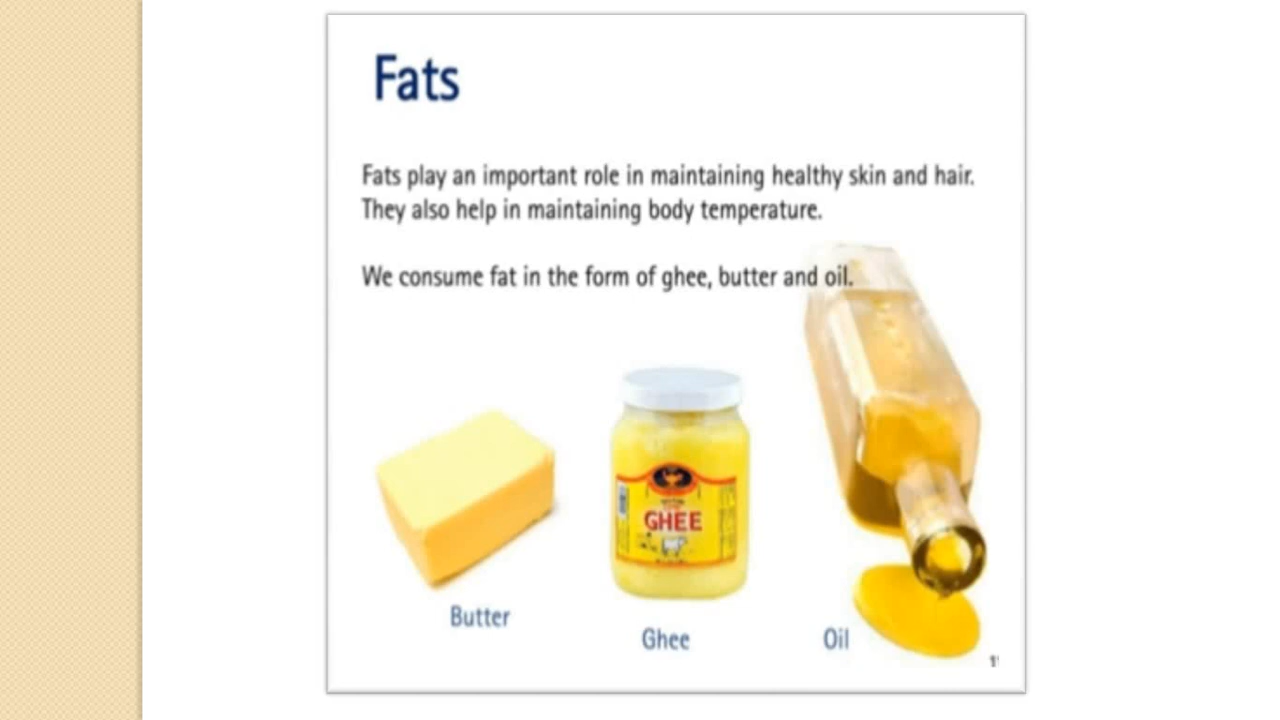 Fats
Fats play an important role in maintaining healthy skin and hair.
They also help in maintaining body temperature.
We consume fat in the form of ghee, butter and oil.
GHEE
Butter
Ghee
Oil